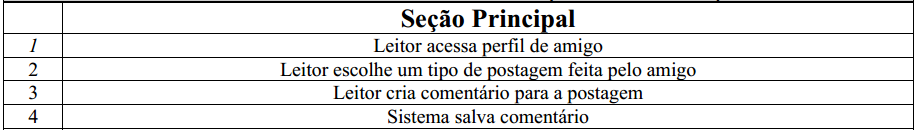 Seção Principal
1 Leitor acessa perfil de amigo
2 Leitor escolhe um tipo de postagem feita pelo amigo
3 Leitor cria comentário para a postagem
4 Sistema salva comentário